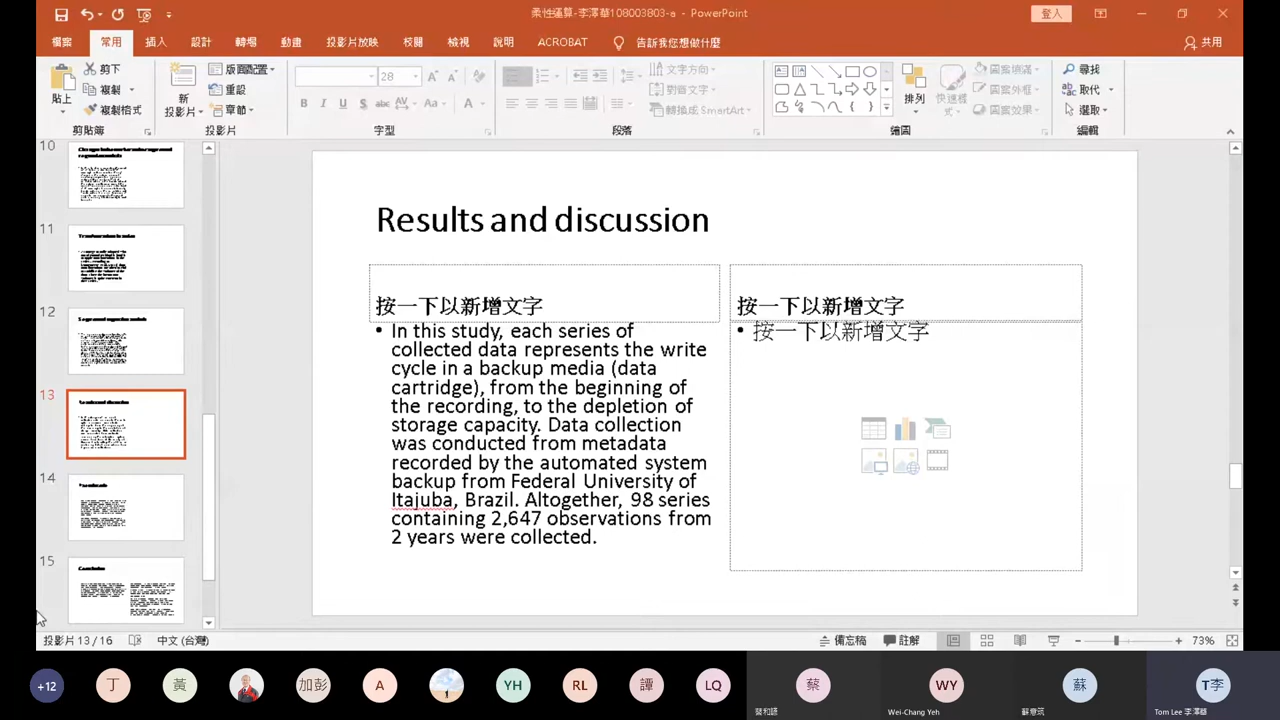 柔性運算-李澤華108003803-a - PowerPoint
登入
檔案 常用 插入 設計 轉場 動畫 投影片放映 校閱 檢視 說明 ACROBAT 告訴我您想做什麼 共用
剪下 版面配置 28 文字方向 圖案填滿 尋找
複製 重設 對齊文字 圖案外框 取代
貼上 複製格式 新投影片 章節 轉換成 SmartArt 排列 快速樣式 圖案效果 選取
剪貼簿 投影片 字型 段落 繪圖 編輯
10
11
12
13
14
15
Results and discussion
按一下以新增文字
• In this study, each series of
collected data represents the write
cycle in a backup media (data
cartridge), from the beginning of
the recording, to the depletion of
storage capacity. Data collection
was conducted from metadata
recorded by the automated system
backup from Federal University of
Itajuba, Brazil. Altogether, 98 series
containing 2,647 observations from
2 years were collected.
按一下以新增文字
• 按一下以新增文字
投影片 13 / 16 中文 (台灣) 備忘稿 註解 73%
+12 丁 黃 加彭 A YH RL 譚 LQ 蔡 WY 蘇 T李
Wei-Chang Yeh
Tom Lee 李澤華